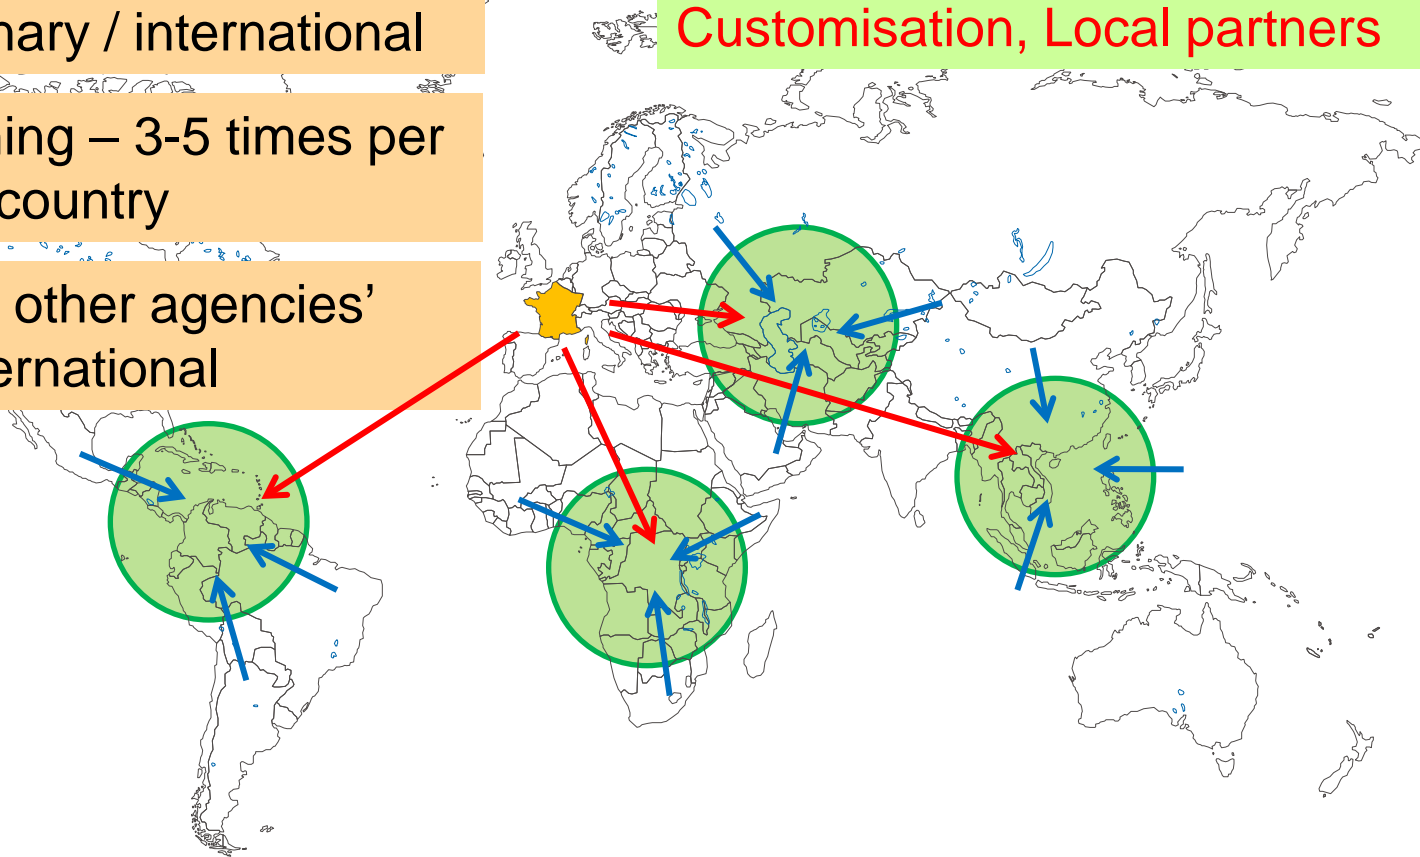 nary / international
Customisation, Local partners
ing – 3-5 times per
country
other agencies’
ernational